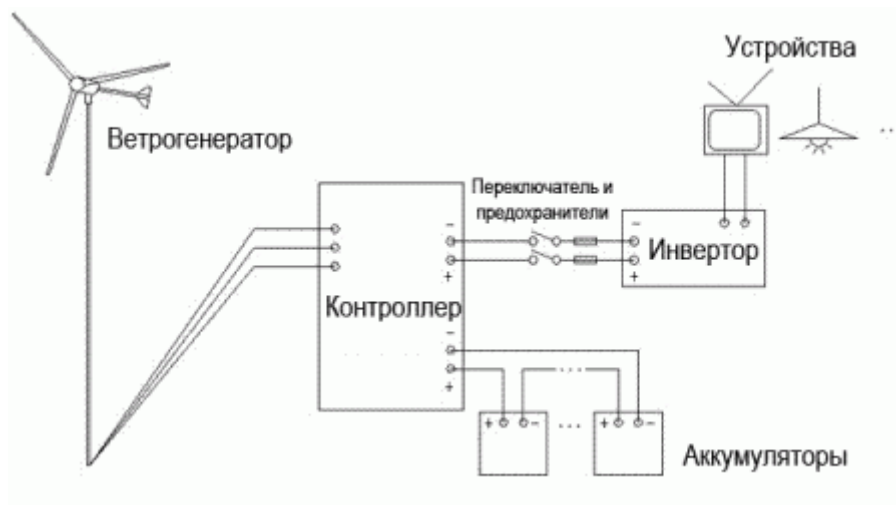 Устройства
Ветрогенератор
Переключатель и
предохранители
Инвертор
Контроллер
Аккумуляторы
− +
− +
− +
+ − ... + −